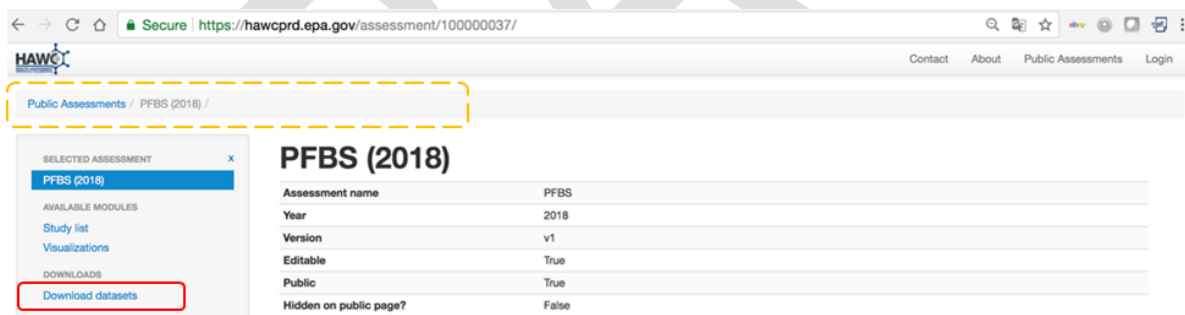 Secure https://hawcprd.epa.gov/assessment/100000037/
HAWC Contact About Public Assessments Login
Public Assessments / PFBS (2018) /
SELECTED ASSESSMENT x
PFBS (2018)
AVAILABLE MODULES
Study list
Visualizations
DOWNLOADS
Download datasets
PFBS (2018)
Assessment name PFBS
Year 2018
Version v1
Editable True
Public True
Hidden on public page? False